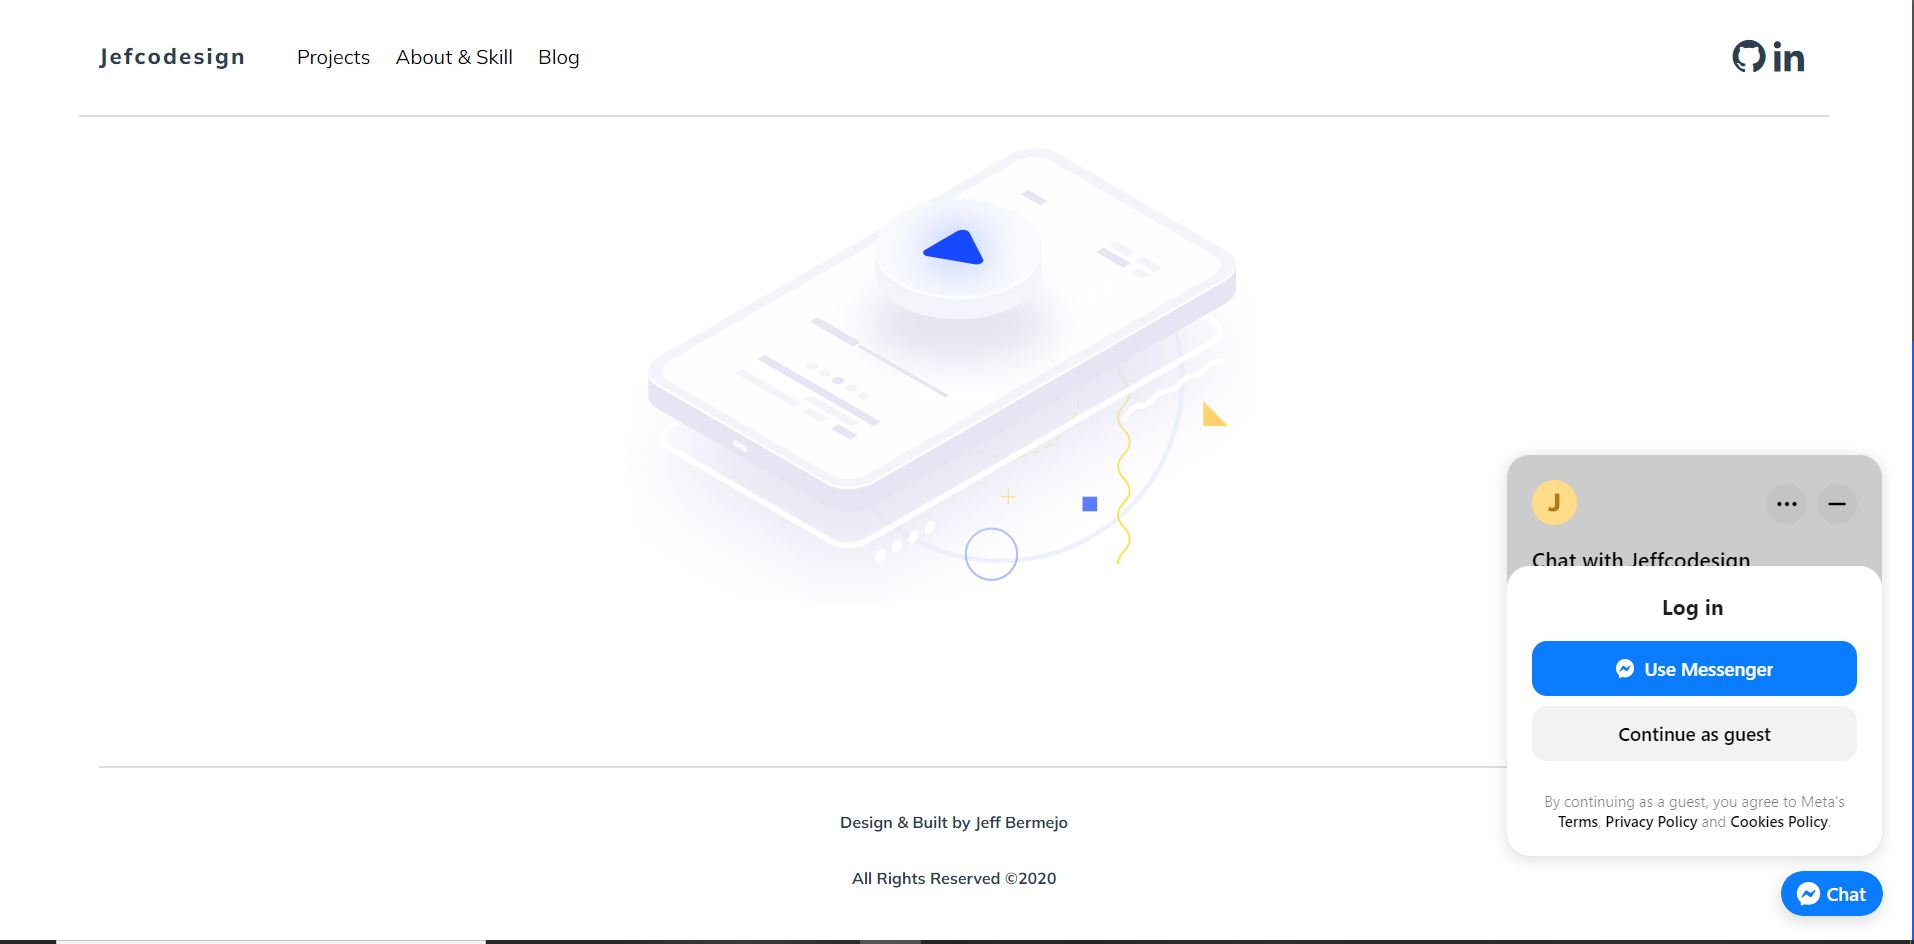 Jefcodesign
Projects
About & Skill
Blog
in
J
Chat with Jeffcodesign
Log in
Use Messenger
Continue as guest
By continuing as a guest, you agree to Meta's
Terms, Privacy Policy and Cookies Policy.
Chat
Design & Built by Jeff Bermejo
All Rights Reserved ©2020